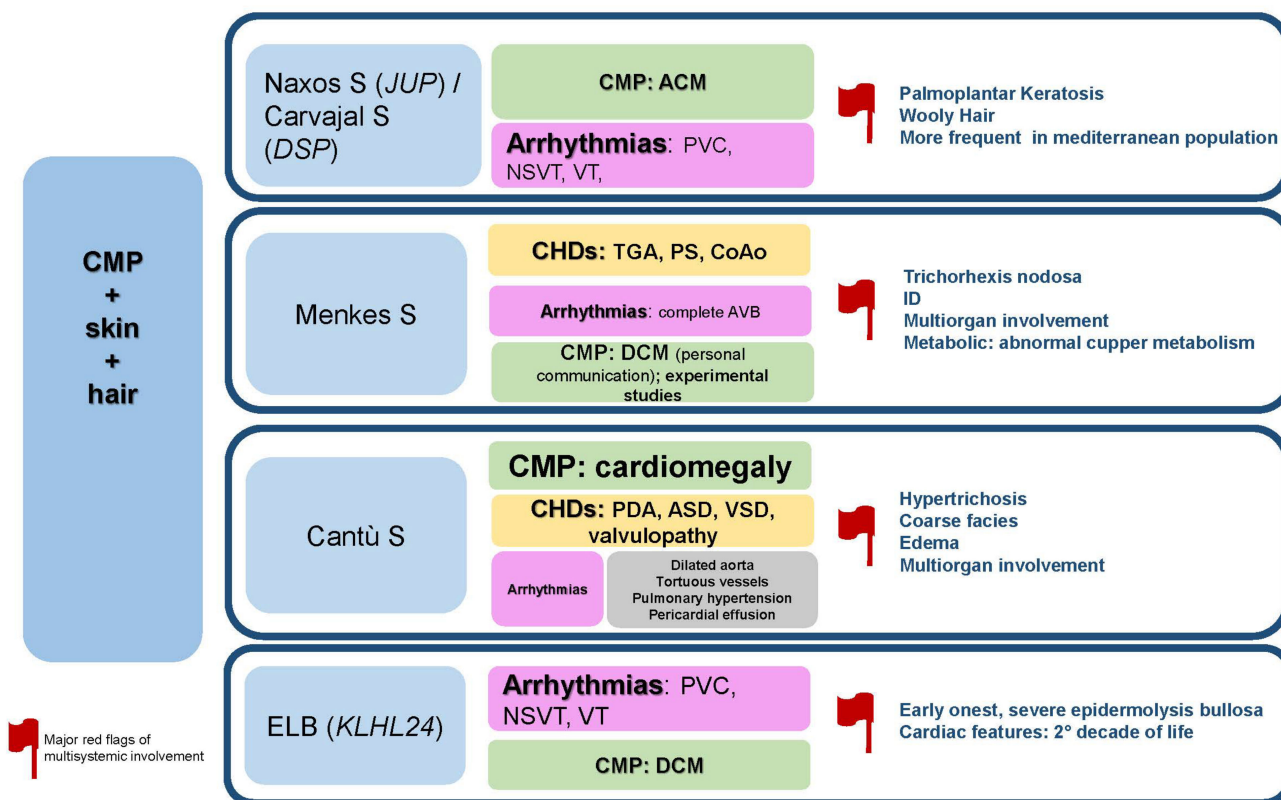 CMP
+
skin
+
hair
Naxos S (JUP) /
Carvajal S
(DSP)
CMP: ACM
Arrhythmias: PVC,
NSVT, VT,
Palmoplantar Keratosis
Wooly Hair
More frequent in mediterranean population
Menkes S
CHDs: TGA, PS, CoAo
Arrhythmias: complete AVB
CMP: DCM (personal
communication); experimental
studies
Trichorhexis nodosa
ID
Multiorgan involvement
Metabolic: abnormal cupper metabolism
Cantù S
CMP: cardiomegaly
CHDs: PDA, ASD, VSD,
valvulopathy
Arrhythmias
Dilated aorta
Tortuous vessels
Pulmonary hypertension
Pericardial effusion
Hypertrichosis
Coarse facies
Edema
Multiorgan involvement
ELB (KLHL24)
Arrhythmias: PVC,
NSVT, VT
CMP: DCM
Early onest, severe epidermolysis bullosa
Cardiac features: 2° decade of life
Major red flags of
multisystemic involvement